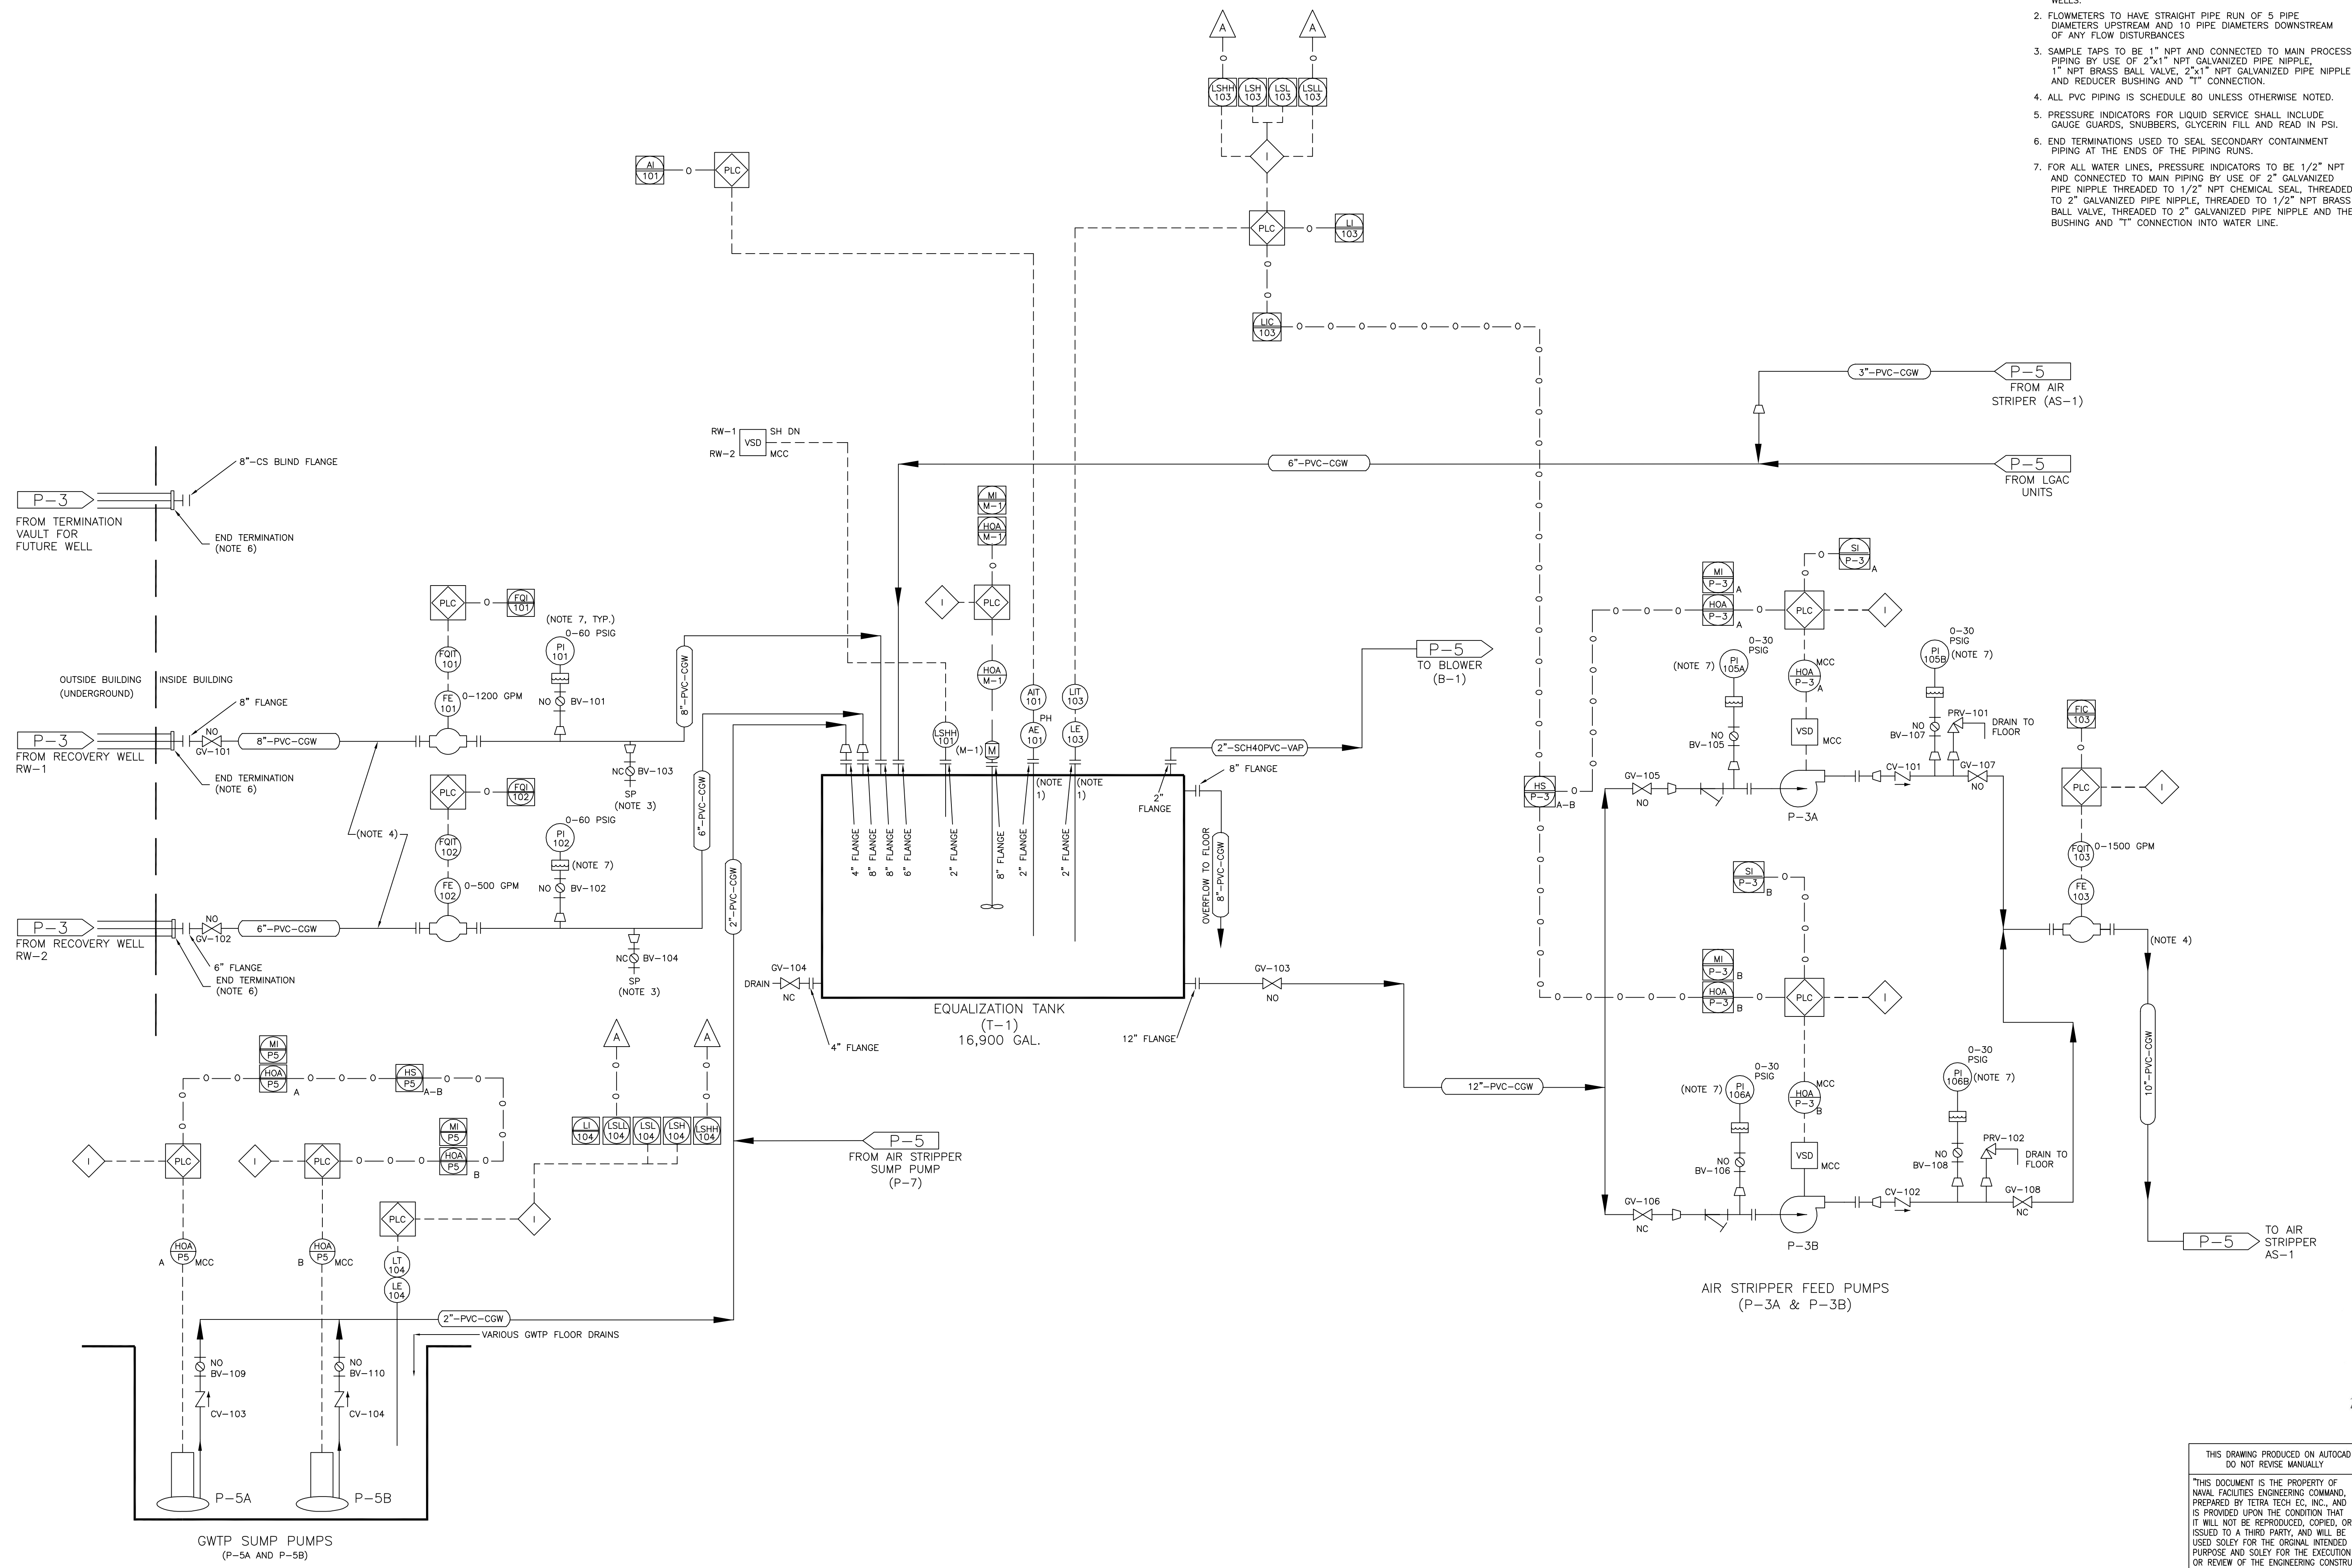 WELLS.
2. FLOWMETERS TO HAVE STRAIGHT PIPE RUN OF 5 PIPE
DIAMETERS UPSTREAM AND 10 PIPE DIAMETERS DOWNSTREAM
OF ANY FLOW DISTURBANCES
3. SAMPLE TAPS TO BE 1" NPT AND CONNECTED TO MAIN PROCESS
PIPING BY USE OF 2"x1" NPT GALVANIZED PIPE NIPPLE,
1" NPT BRASS BALL VALVE, 2"x1" NPT GALVANIZED PIPE NIPPLE
AND REDUCER BUSHING AND "T" CONNECTION.
4. ALL PVC PIPING IS SCHEDULE 80 UNLESS OTHERWISE NOTED.
5. PRESSURE INDICATORS FOR LIQUID SERVICE SHALL INCLUDE
GAUGE GUARDS, SNUBBERS, GLYCERIN FILL AND READ IN PSI.
6. END TERMINATIONS USED TO SEAL SECONDARY CONTAINMENT
PIPING AT THE ENDS OF THE PIPING RUNS.
7. FOR ALL WATER LINES, PRESSURE INDICATORS TO BE 1/2" NPT
AND CONNECTED TO MAIN PIPING BY USE OF 2" GALVANIZED
PIPE NIPPLE THREADED TO 1/2" NPT CHEMICAL SEAL, THREADED
TO 2" GALVANIZED PIPE NIPPLE, THREADED TO 1/2" NPT BRASS
BALL VALVE, THREADED TO 2" GALVANIZED PIPE NIPPLE AND THE
BUSHING AND "T" CONNECTION INTO WATER LINE.
A
A
LSHH 103
LSH 103
LSL 103
LSLL 103
I
AI 101
PLC
PLC
LI 103
LIC 103
3"-PVC-CGW
P-5
FROM AIR
STRIPER (AS-1)
RW-1
RW-2
VSD
SH DN
MCC
6"-PVC-CGW
P-5
FROM LGAC
UNITS
8"-CS BLIND FLANGE
P-3
FROM TERMINATION
VAULT FOR
FUTURE WELL
END TERMINATION
(NOTE 6)
OUTSIDE BUILDING
(UNDERGROUND)
INSIDE BUILDING
8" FLANGE
P-3
FROM RECOVERY WELL
RW-1
NO
GV-101
8"-PVC-CGW
END TERMINATION
(NOTE 6)
PLC
FQI 101
FQIT 101
FE 101
0-1200 GPM
(NOTE 7, TYP.)
0-60 PSIG
PI 101
NO
BV-101
NC
BV-103
SP
(NOTE 3)
8"-PVC-CGW
PLC
FQI 102
FQIT 102
FE 102
0-500 GPM
(NOTE 4)
0-60 PSIG
PI 102
(NOTE 7)
NO
BV-102
NC
BV-104
SP
(NOTE 3)
6"-PVC-CGW
2"-PVC-CGW
P-3
FROM RECOVERY WELL
RW-2
NO
GV-102
6"-PVC-CGW
6" FLANGE
END TERMINATION
(NOTE 6)
MI M-1
HOA M-1
I
PLC
HOA M-1
(M-1)
M
LSHH 101
AIT 101
PH
AE 101
LIT 103
LE 103
(NOTE
1)
(NOTE
1)
4" FLANGE
8" FLANGE
8" FLANGE
6" FLANGE
2" FLANGE
8" FLANGE
2" FLANGE
2" FLANGE
2"
FLANGE
2"-SCH40PVC-VAP
P-5
TO BLOWER
(B-1)
8" FLANGE
OVERFLOW TO FLOOR
8"-PVC-CGW
GV-104
DRAIN
NC
4" FLANGE
EQUALIZATION TANK
(T-1)
16,900 GAL.
GV-103
NO
12" FLANGE
12"-PVC-CGW
HS P-3
A-B
MI P-3
A
HOA P-3
A
SI P-3
A
PLC
I
HOA P-3
A
MCC
VSD
MCC
0-30
PSIG
(NOTE 7)
PI 105A
NO
BV-105
GV-105
NO
P-3A
CV-101
0-30
PSIG
PI 105B
(NOTE 7)
NO
BV-107
PRV-101
DRAIN TO
FLOOR
GV-107
NO
FIC 103
PLC
I
FQIT 103
0-1500 GPM
FE 103
(NOTE 4)
10"-PVC-CGW
SI P-3
B
MI P-3
B
HOA P-3
B
PLC
I
HOA P-3
B
MCC
VSD
MCC
0-30
PSIG
(NOTE 7)
PI 106A
NO
BV-106
GV-106
NC
P-3B
CV-102
0-30
PSIG
PI 106B
(NOTE 7)
NO
BV-108
PRV-102
DRAIN TO
FLOOR
GV-108
NC
P-5
TO AIR
STRIPPER
AS-1
AIR STRIPPER FEED PUMPS
(P-3A & P-3B)
MI P5
HOA P5
A
HS P5
A-B
MI P5
HOA P5
B
I
PLC
I
PLC
HOA P5
A
MCC
HOA P5
B
MCC
A
A
LI 104
LSLL 104
LSL 104
LSH 104
LSHH 104
PLC
I
LT 104
LE 104
P-5
FROM AIR STRIPPER
SUMP PUMP
(P-7)
2"-PVC-CGW
VARIOUS GWTP FLOOR DRAINS
NO
BV-109
CV-103
NO
BV-110
CV-104
P-5A
P-5B
GWTP SUMP PUMPS
(P-5A AND P-5B)
THIS DRAWING PRODUCED ON AUTOCAD
DO NOT REVISE MANUALLY
"THIS DOCUMENT IS THE PROPERTY OF
NAVAL FACILITIES ENGINEERING COMMAND,
PREPARED BY TETRA TECH EC, INC., AND
IS PROVIDED UPON THE CONDITION THAT
IT WILL NOT BE REPRODUCED, COPIED, OR
ISSUED TO A THIRD PARTY, AND WILL BE
USED SOLEY FOR THE ORGINAL INTENDED
PURPOSE AND SOLEY FOR THE EXECUTION
OR REVIEW OF THE ENGINEERING CONSTRU